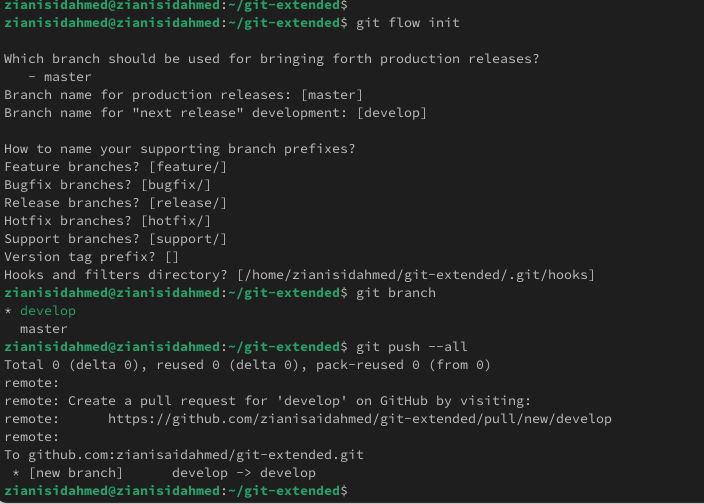 zianisidahmed@zianisidahmed:~/git-extended$
zianisidahmed@zianisidahmed:~/git-extended$ git flow init

Which branch should be used for bringing forth production releases?
   - master
Branch name for production releases: [master]
Branch name for "next release" development: [develop]

How to name your supporting branch prefixes?
Feature branches? [feature/]
Bugfix branches? [bugfix/]
Release branches? [release/]
Hotfix branches? [hotfix/]
Support branches? [support/]
Version tag prefix? []
Hooks and filters directory? [/home/zianisidahmed/git-extended/.git/hooks]
zianisidahmed@zianisidahmed:~/git-extended$ git branch
* develop
  master
zianisidahmed@zianisidahmed:~/git-extended$ git push --all
Total 0 (delta 0), reused 0 (delta 0), pack-reused 0 (from 0)
remote:
remote: Create a pull request for 'develop' on GitHub by visiting:
remote:      https://github.com/zianisaidahmed/git-extended/pull/new/develop
remote:
To github.com:zianisaidahmed/git-extended.git
 * [new branch]      develop -> develop
zianisidahmed@zianisidahmed:~/git-extended$